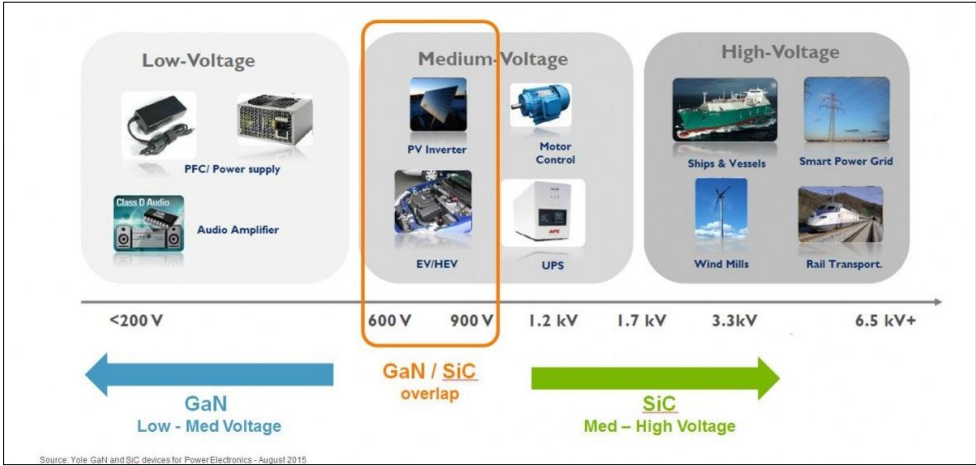 Low-Voltage
Medium-Voltage
High-Voltage
PFC/ Power supply
Class D Audio
Audio Amplifier
PV Inverter
Motor
Control
EV/HEV
APC
UPS
Ships & Vessels
Smart Power Grid
Wind Mills
Rail Transport.
<200 V
600 V
900 V
1.2 kV
1.7 kV
3.3kV
6.5 kV+
GaN
Low - Med Voltage
GaN / SiC
overlap
SiC
Med – High Voltage
Source: Yole GaN and SiC devices for Power Electronics - August 2015